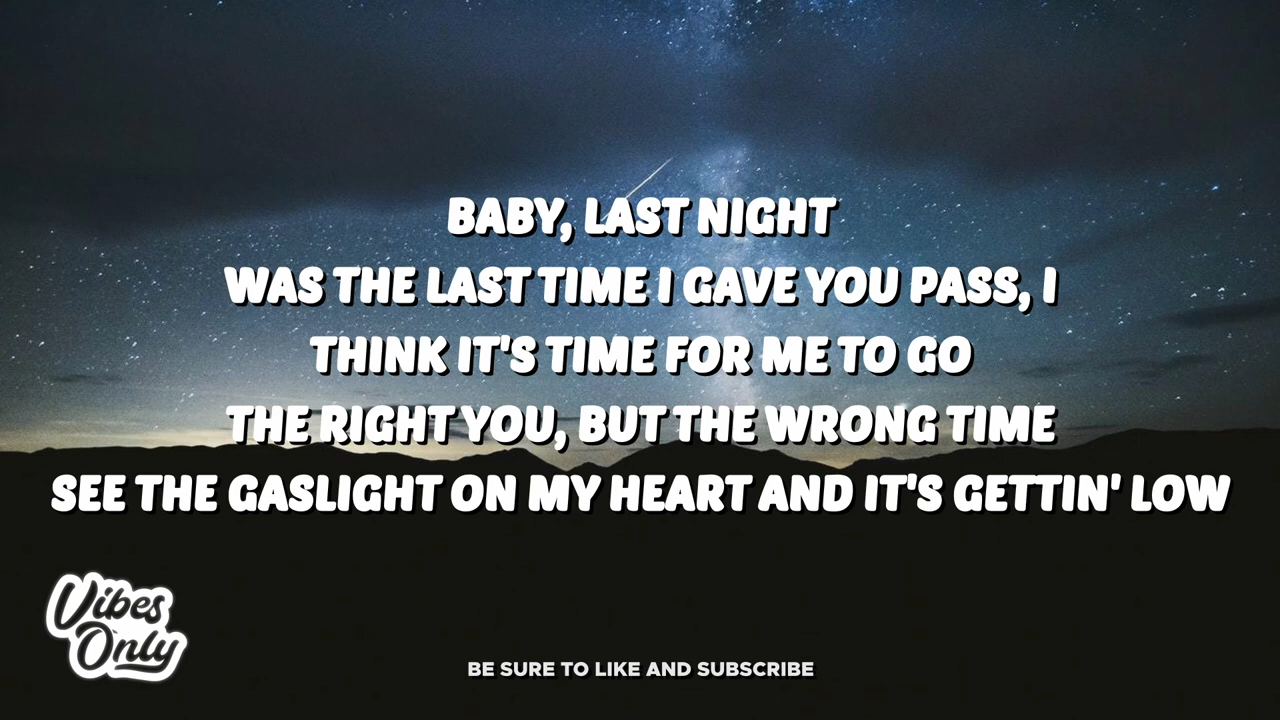 BABY, LAST NIGHT
WAS THE LAST TIME I GAVE YOU PASS, I
THINK IT'S TIME FOR ME TO GO
THE RIGHT YOU, BUT THE WRONG TIME
SEE THE GASLIGHT ON MY HEART AND IT'S GETTIN' LOW
Vibes
Only
BE SURE TO LIKE AND SUBSCRIBE